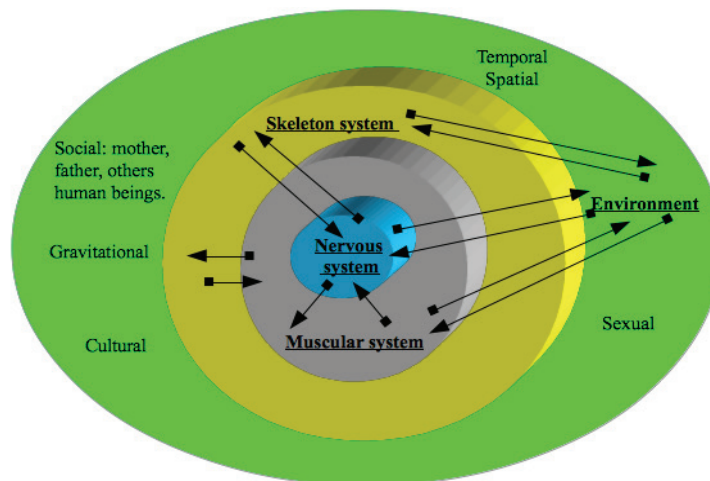 Temporal
Spatial
Skeleton system
Social: mother,
father, others
human beings.
Environment
Nervous
system
Gravitational
Muscular system
Cultural
Sexual